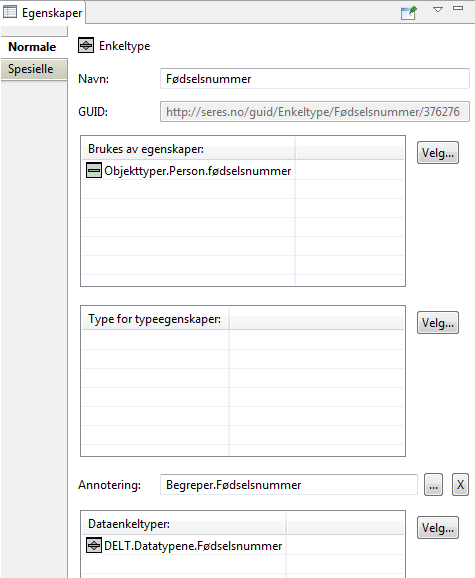 Egenskaper
Normale
Spesielle
Enkeltype
Navn: Fødselsnummer
GUID: http://seres.no/guid/Enkeltype/Fødselsnummer/376276
Brukes av egenskaper: Velg...
Objekttyper.Person.fødselsnummer
Type for typeegenskaper: Velg...
Annotering: Begreper.Fødselsnummer ... X
Dataenkeltyper: Velg...
DELT.Datatypene.Fødselsnummer